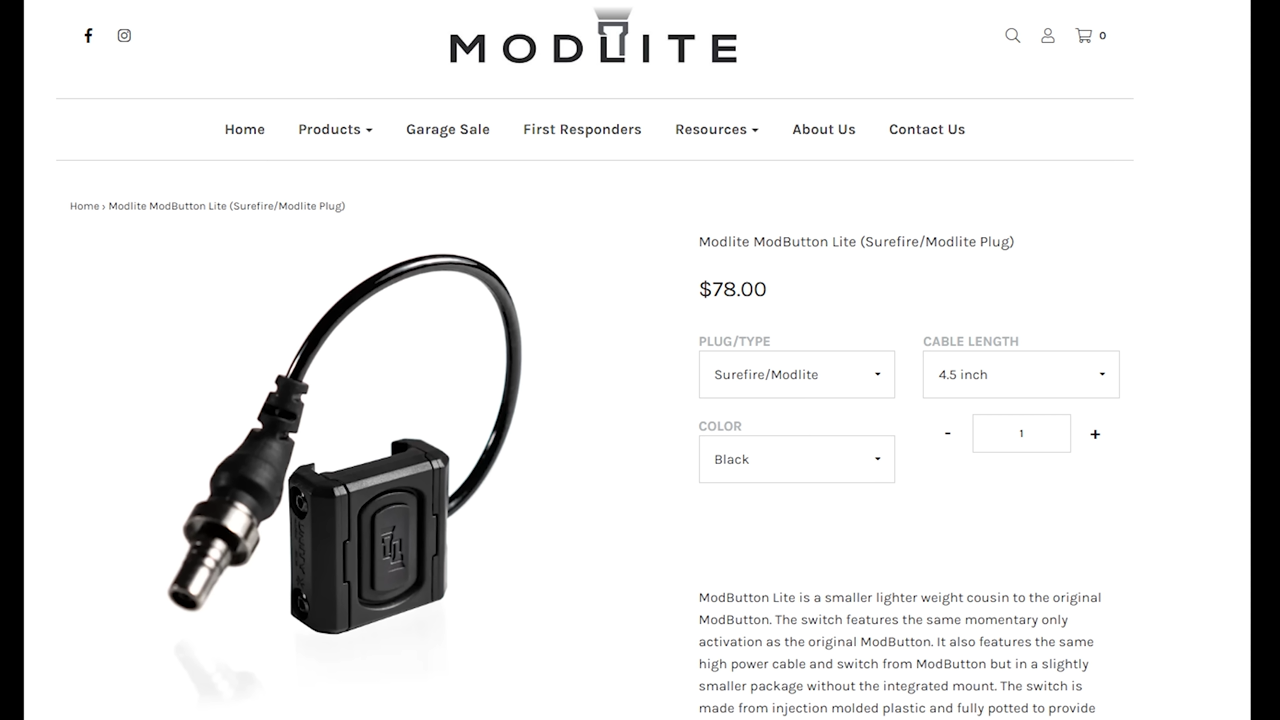 MODLITE
0
Home
Products
Garage Sale
First Responders
Resources
About Us
Contact Us
Home › Modlite ModButton Lite (Surefire/Modlite Plug)
Modlite ModButton Lite (Surefire/Modlite Plug)
$78.00
PLUG/TYPE
CABLE LENGTH
Surefire/Modlite
4.5 inch
COLOR
- 1 +
Black
ModButton Lite is a smaller lighter weight cousin to the original
ModButton. The switch features the same momentary only
activation as the original ModButton. It also features the same
high power cable and switch from ModButton but in a slightly
smaller package without the integrated mount. The switch is
made from injection molded plastic and fully potted to provide